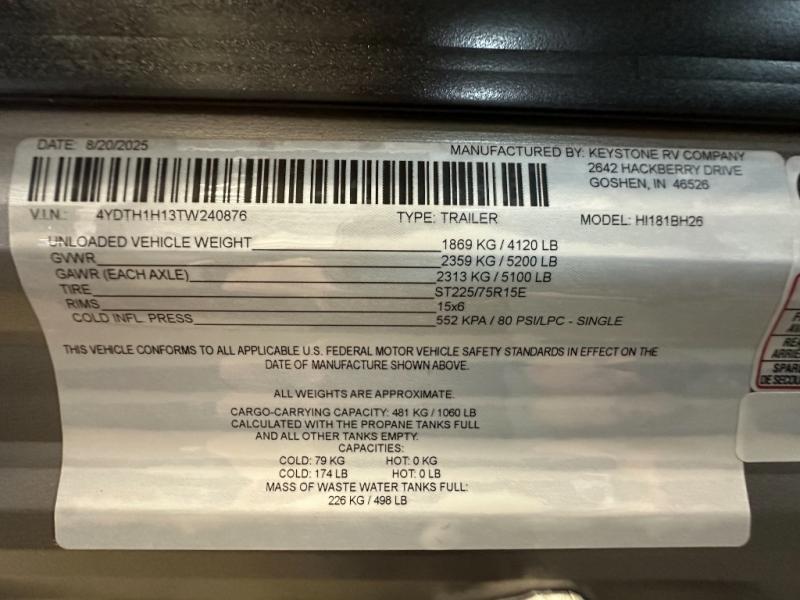 DATE: 8/20/2025
MANUFACTURED BY: KEYSTONE RV COMPANY
2642 HACKBERRY DRIVE
GOSHEN, IN 46526
V.I.N.: 4YDTH1H13TW240876 TYPE: TRAILER MODEL: HI181BH26
UNLOADED VEHICLE WEIGHT 1869 KG / 4120 LB
GVWR 2359 KG / 5200 LB
GAWR (EACH AXLE) 2313 KG / 5100 LB
TIRE ST225/75R15E
RIMS 15x6
COLD INFL. PRESS 552 KPA / 80 PSI/LPC - SINGLE
THIS VEHICLE CONFORMS TO ALL APPLICABLE U.S. FEDERAL MOTOR VEHICLE SAFETY STANDARDS IN EFFECT ON THE
DATE OF MANUFACTURE SHOWN ABOVE.
ALL WEIGHTS ARE APPROXIMATE.
CARGO-CARRYING CAPACITY: 481 KG / 1060 LB
CALCULATED WITH THE PROPANE TANKS FULL
AND ALL OTHER TANKS EMPTY.
CAPACITIES:
COLD: 79 KG HOT: 0 KG
COLD: 174 LB HOT: 0 LB
MASS OF WASTE WATER TANKS FULL:
226 KG / 498 LB
SPARE
DE SECOURS